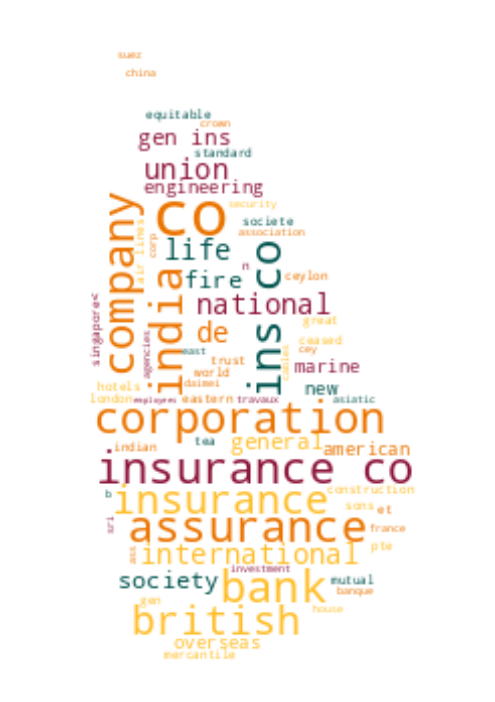 suez
china
equitable
crown
gen ins
standard
union
engineering
security
company
co
societe
association
air lines
corp
life
ins co
n
fire
india
ceylon
singapore<
national
great
de
agencies
east
ceased
cey
cables
trust
world
marine
daimei
hotels
new
london
employees
eastern
travaux
asiatic
corporation
tea
general
indian
american
insurance co
b
insurance
construction
sons
et
sri
assurance
france
ass
international
pte
investment
society
bank
mutual
banque
gen
british
house
overseas
mercantile